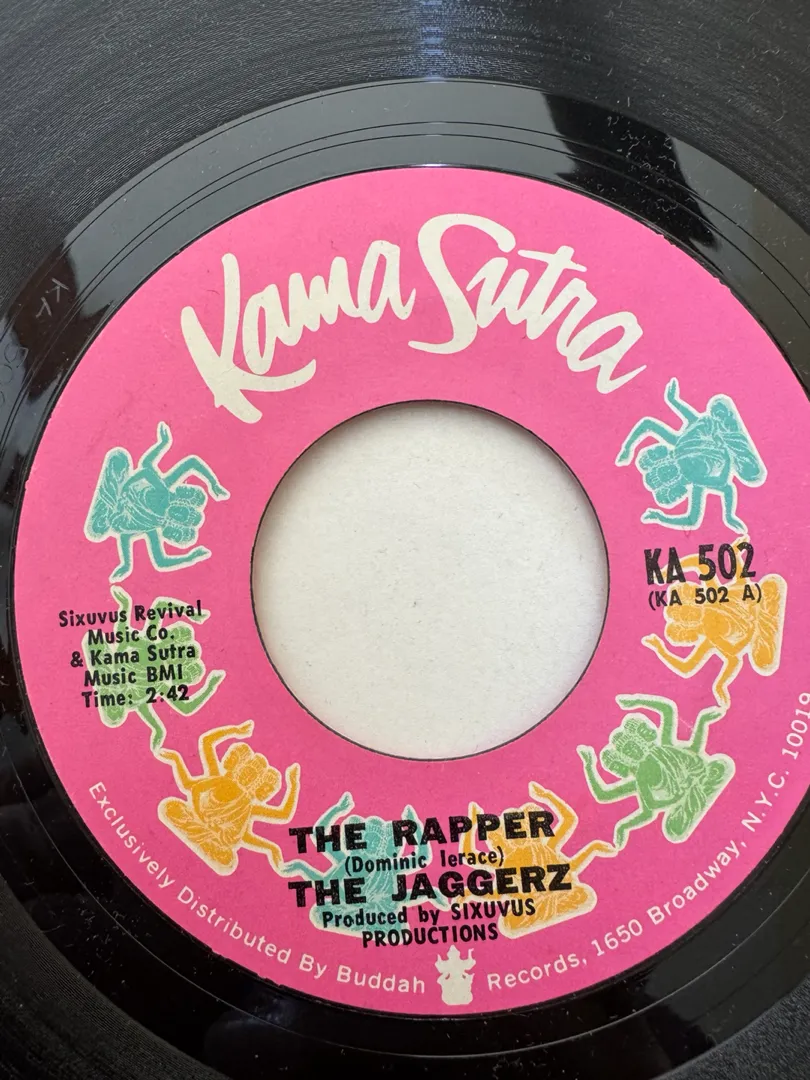 Kama Sutra
KA 502
(KA 502 A)
Sixuvus Revival
Music Co.
& Kama Sutra
Music BMI
Time: 2:42
THE RAPPER
(Dominic Ierace)
THE JAGGERZ
Produced by SIXUVUS
PRODUCTIONS
Exclusively Distributed By Buddah Records, 1650 Broadway, N.Y.C. 10019